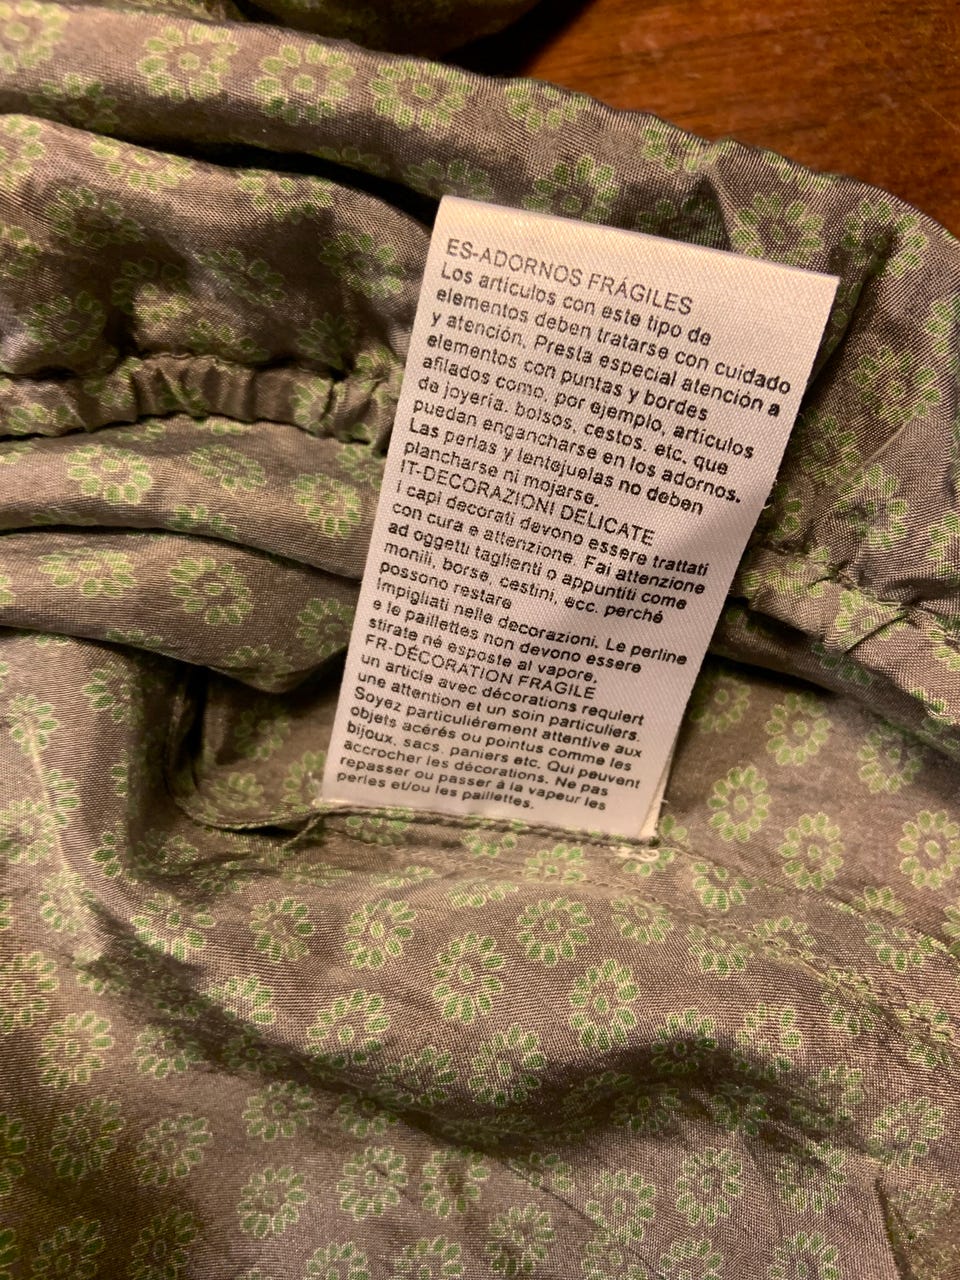 ES-ADORNOS FRÁGILES
Los artículos con este tipo de
elementos deben tratarse con cuidado
y atención. Presta especial atención a
elementos con puntas y bordes
afilados como, por ejemplo, artículos
de joyería, bolsos, cestos, etc. que
puedan engancharse en los adornos.
Las perlas y lentejuelas no deben
plancharse ni mojarse.
IT-DECORAZIONI DELICATE
I capi decorati devono essere trattati
con cura e attenzione. Fai attenzione
ad oggetti taglienti o appuntiti come
monili, borse, cestini, ecc. perché
possono restare
impigliati nelle decorazioni. Le perline
e le paillettes non devono essere
stirate né esposte al vapore.
FR-DÉCORATION FRAGILE
un article avec décorations requiert
une attention et un soin particuliers.
Soyez particuliérement attentive aux
objets acérés ou pointus comme les
bijoux, sacs, paniers etc. Qui peuvent
accrocher les décorations. Ne pas
repasser ou passer à la vapeur les
perles et/ou les paillettes.